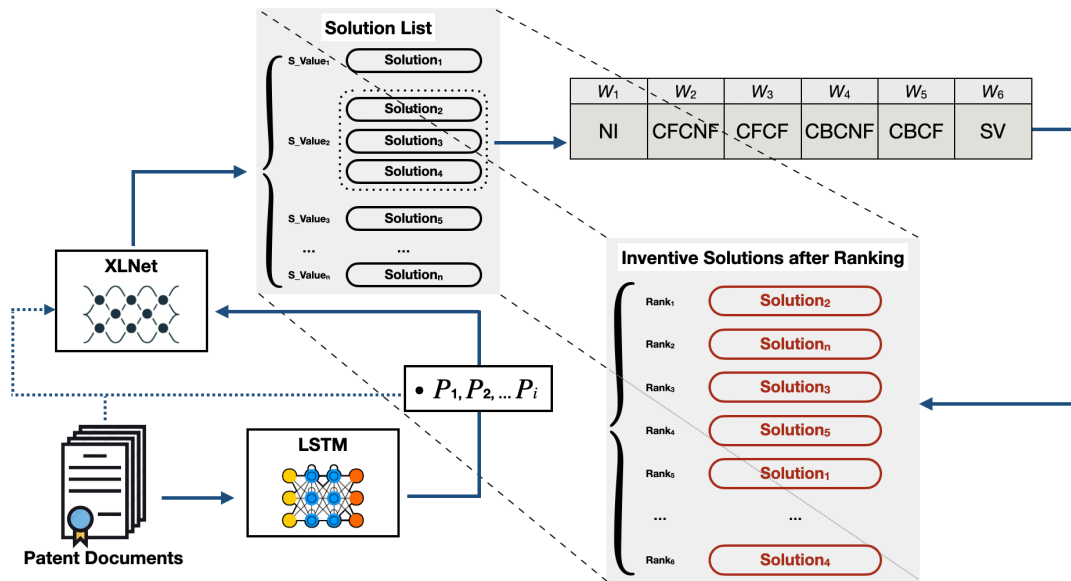 Solution List
S_Value₁ Solution₁
Solution₂
S_Value₂ Solution₃
Solution₄
S_Value₃ Solution₅
... ...
S_Valueₙ Solutionₙ
W₁ W₂ W₃ W₄ W₅ W₆
NI CFCNF CFCF CBCNF CBCF SV
XLNet
• P₁, P₂, ... Pᵢ
LSTM
Patent Documents
Inventive Solutions after Ranking
Rank₁ Solution₂
Rank₂ Solutionₙ
Rank₃ Solution₃
Rank₄ Solution₅
Rank₅ Solution₁
... ...
Rank₆ Solution₄